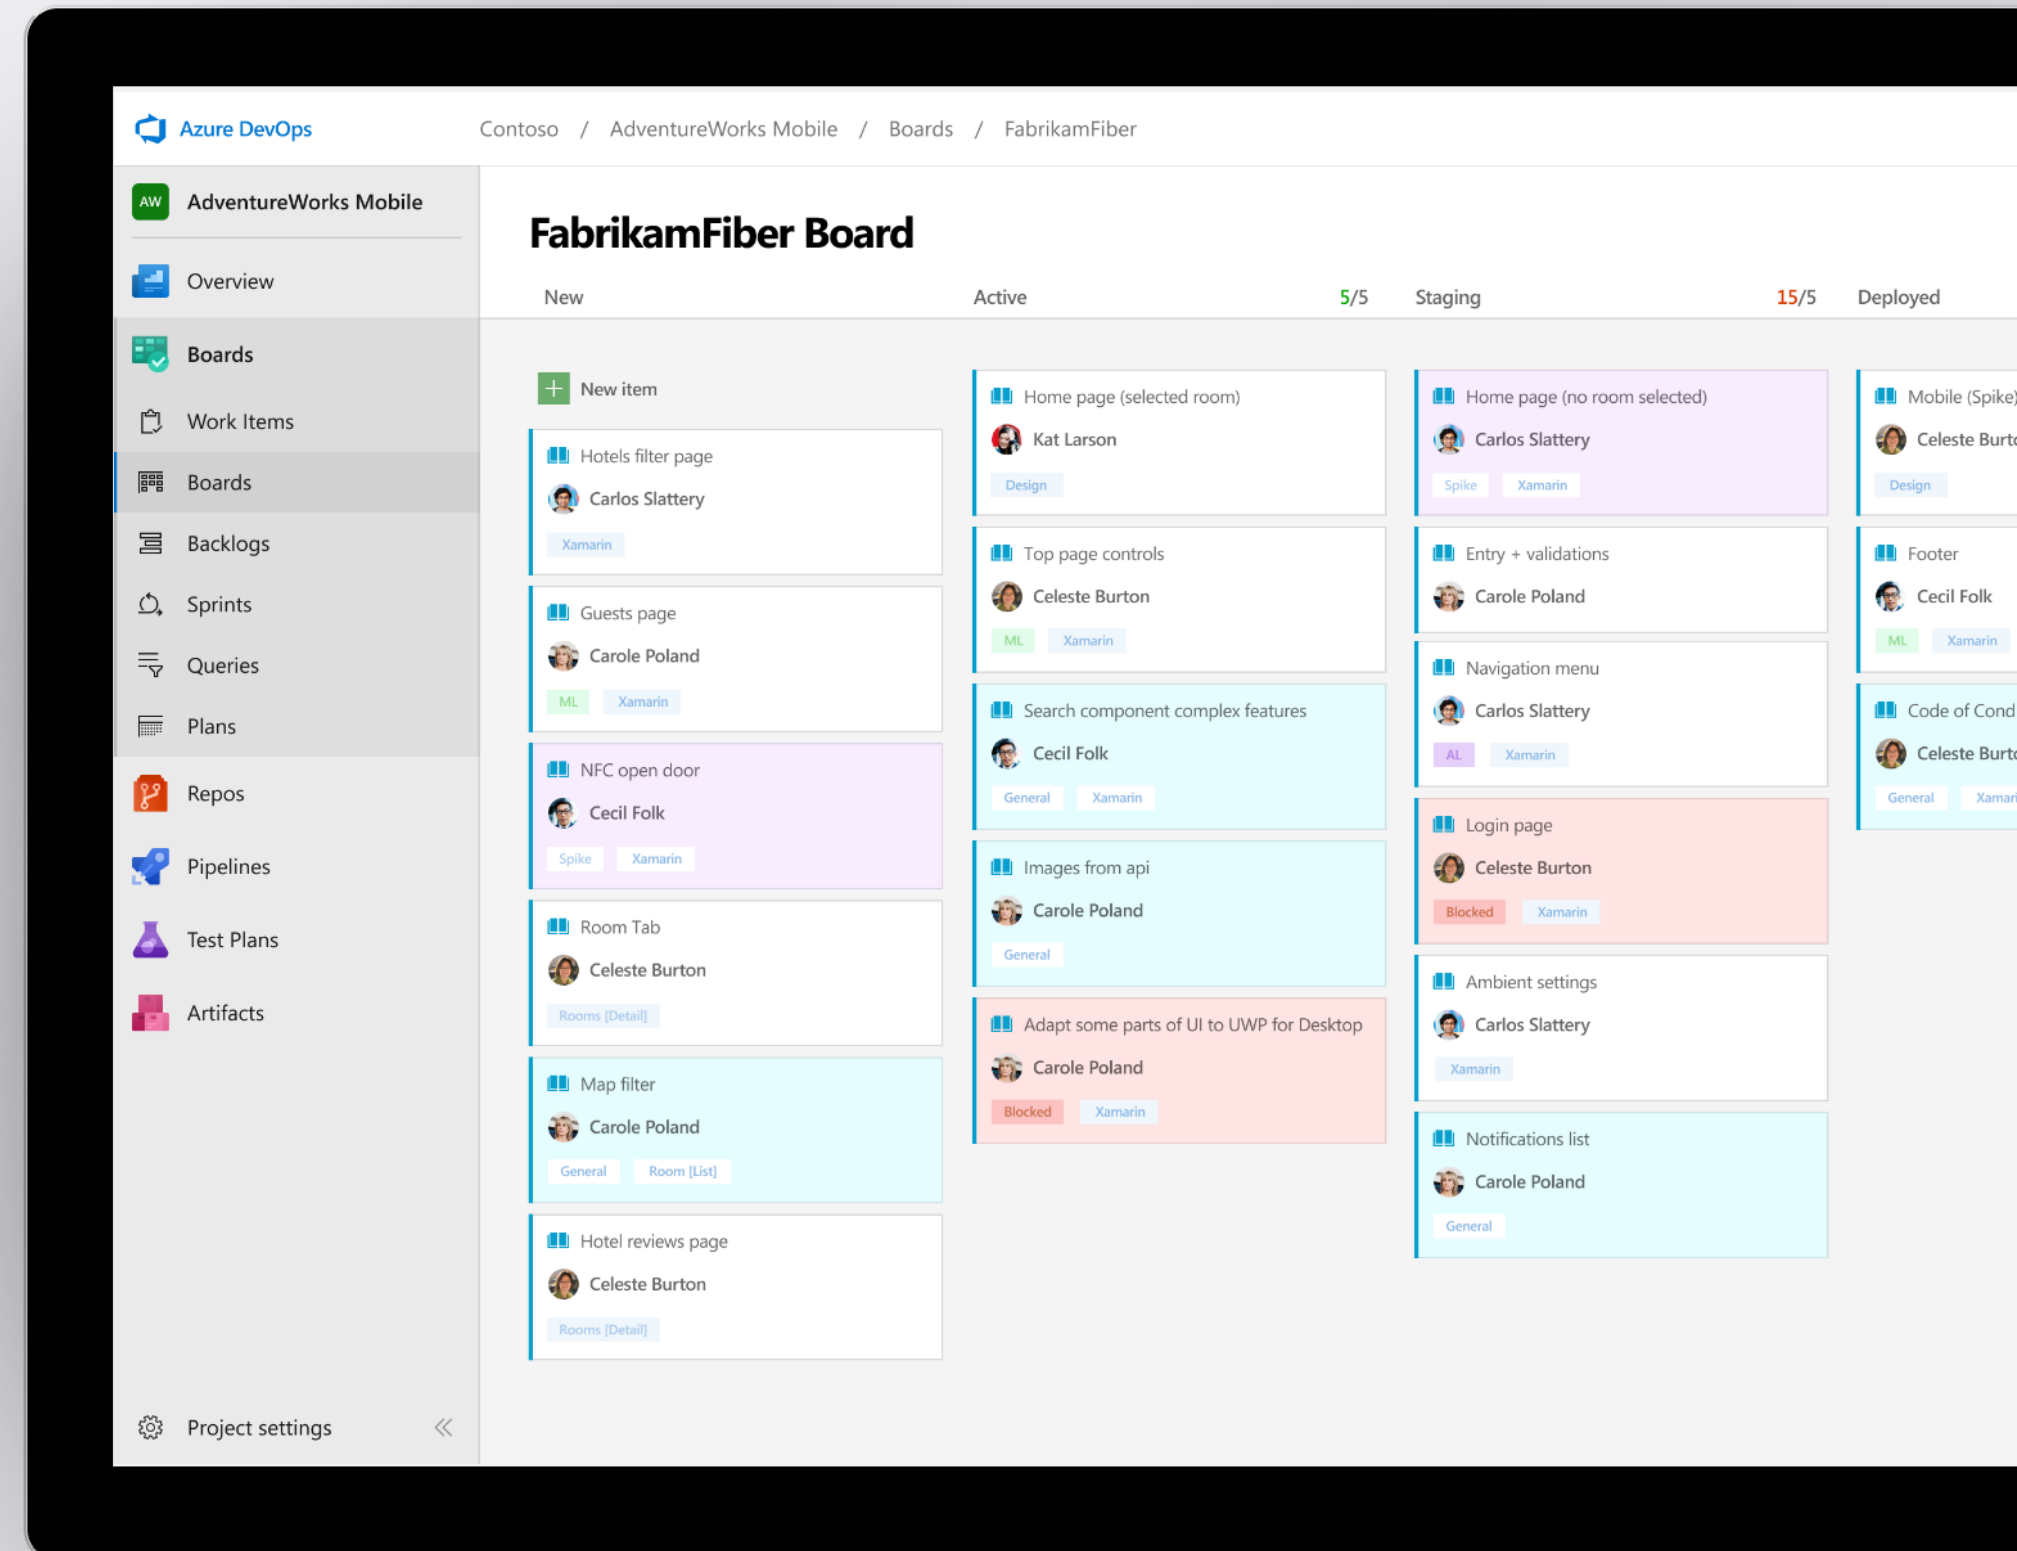 Azure DevOps
Contoso / AdventureWorks Mobile / Boards / FabrikamFiber
AW AdventureWorks Mobile
Overview
Boards
Work Items
Boards
Backlogs
Sprints
Queries
Plans
Repos
Pipelines
Test Plans
Artifacts
Project settings
FabrikamFiber Board
New
New item
Hotels filter page
Carlos Slattery
Xamarin
Guests page
Carole Poland
ML Xamarin
NFC open door
Cecil Folk
Spike Xamarin
Room Tab
Celeste Burton
Rooms [Detail]
Map filter
Carole Poland
General Room [List]
Hotel reviews page
Celeste Burton
Rooms [Detail]
Active 5/5
Home page (selected room)
Kat Larson
Design
Top page controls
Celeste Burton
ML Xamarin
Search component complex features
Cecil Folk
General Xamarin
Images from api
Carole Poland
General
Adapt some parts of UI to UWP for Desktop
Carole Poland
Blocked Xamarin
Staging 15/5
Home page (no room selected)
Carlos Slattery
Spike Xamarin
Entry + validations
Carole Poland
Navigation menu
Carlos Slattery
AL Xamarin
Login page
Celeste Burton
Blocked Xamarin
Ambient settings
Carlos Slattery
Xamarin
Notifications list
Carole Poland
General
Deployed
Mobile (Spike)
Celeste
Design
Footer
Cecil Folk
ML Xamarin
Code of
Celeste
General